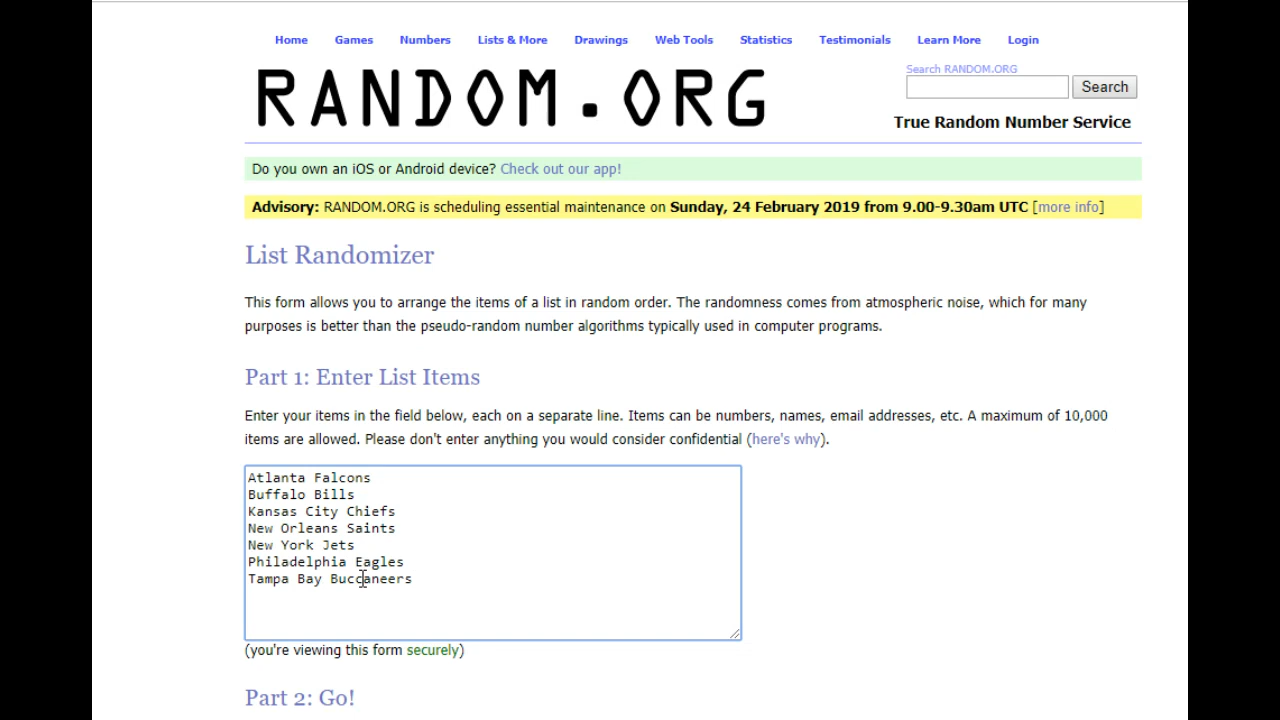 Home Games Numbers Lists & More Drawings Web Tools Statistics Testimonials Learn More Login
RANDOM.ORG
Search RANDOM.ORG
Search
True Random Number Service
Do you own an iOS or Android device? Check out our app!
Advisory: RANDOM.ORG is scheduling essential maintenance on Sunday, 24 February 2019 from 9.00-9.30am UTC [more info]
List Randomizer
This form allows you to arrange the items of a list in random order. The randomness comes from atmospheric noise, which for many
purposes is better than the pseudo-random number algorithms typically used in computer programs.
Part 1: Enter List Items
Enter your items in the field below, each on a separate line. Items can be numbers, names, email addresses, etc. A maximum of 10,000
items are allowed. Please don't enter anything you would consider confidential (here's why).
Atlanta Falcons
Buffalo Bills
Kansas City Chiefs
New Orleans Saints
New York Jets
Philadelphia Eagles
Tampa Bay Buccaneers
(you're viewing this form securely)
Part 2: Go!